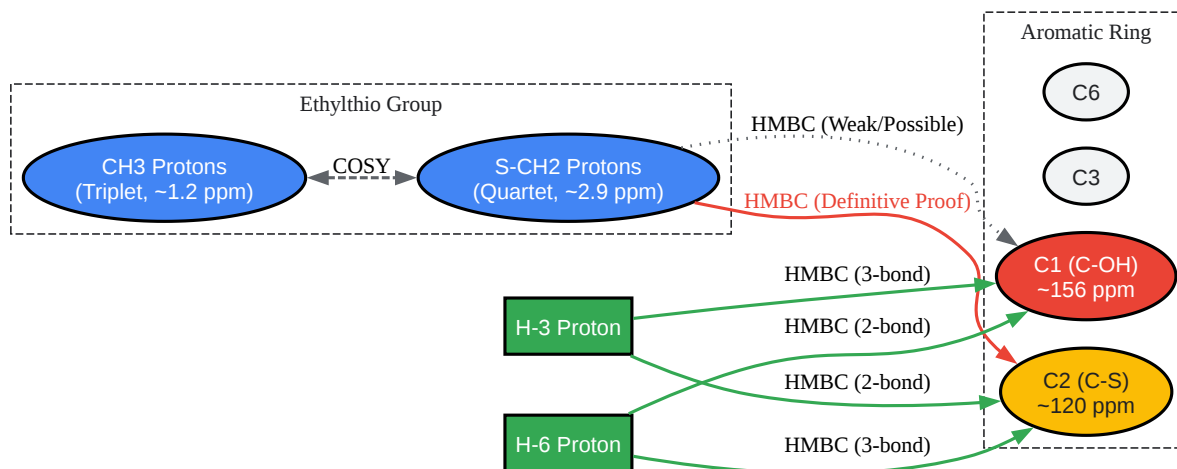 Aromatic Ring
C6
Ethylthio Group
HMBC (Weak/Possible)
CH3 Protons
(Triplet, ~1.2 ppm)
COSY
S-CH2 Protons
(Quartet, ~2.9 ppm)
C3
HMBC (Definitive Proof)
C1 (C-OH)
~156 ppm
HMBC (3-bond)
H-3 Proton
HMBC (2-bond)
HMBC (2-bond)
C2 (C-S)
~120 ppm
H-6 Proton
HMBC (3-bond)